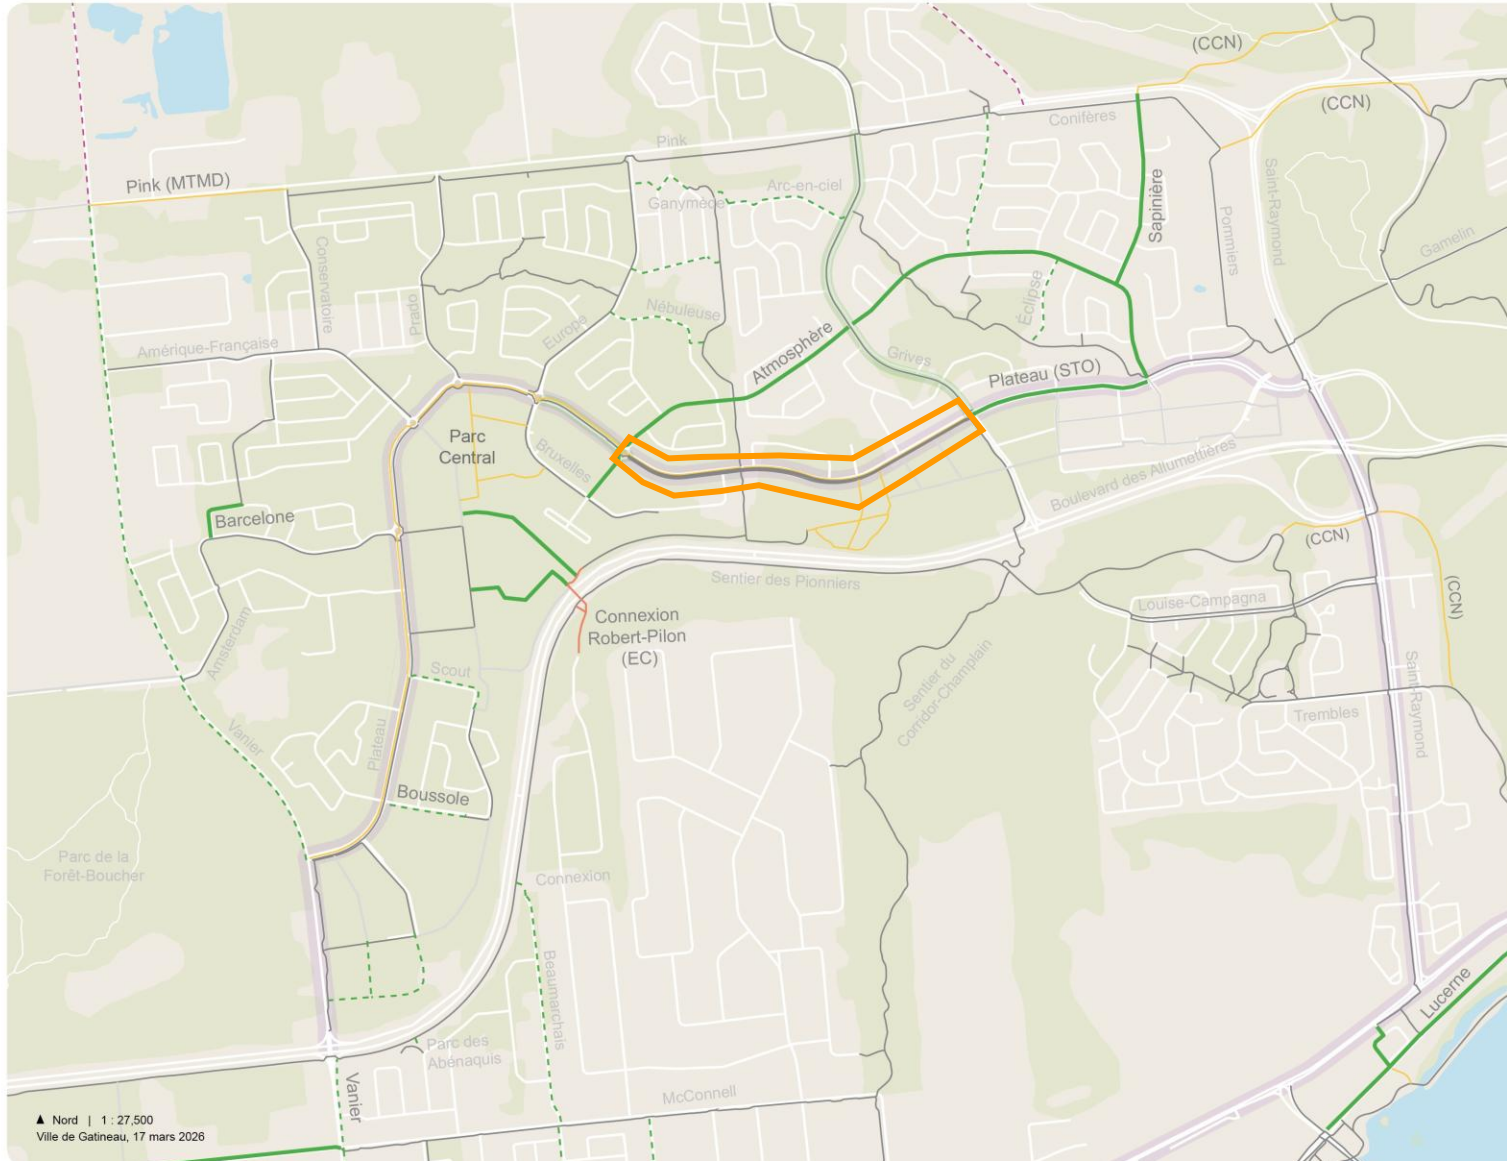 (CCN)
(CCN)
Conifères
Pink
Pink (MTMD)
Arc-en-ciel
Ganymède
Sapinière
Saint-Raymond
Pommiers
Gamelin
Conservatoire
Prado
Europe
Nébuleuse
Éclipse
Amérique-Française
Atmosphère
Grives
Plateau (STO)
Parc
Central
Bruxelles
Boulevard des Allumettières
Barcelone
(CCN)
Sentier des Pionniers
(CCN)
Louise-Campagna
Connexion
Robert-Pilon
(EC)
Amsterdam
Scout
Sentier du
Corridor-Champlain
Saint-Raymond
Trembles
Vanier
Plateau
Boussole
Parc de la
Forêt-Boucher
Connexion
Beaumarchais
Lucerne
Parc des
Abénaquis
McConnell
Vanier
▲ Nord | 1 : 27,500
Ville de Gatineau, 17 mars 2026